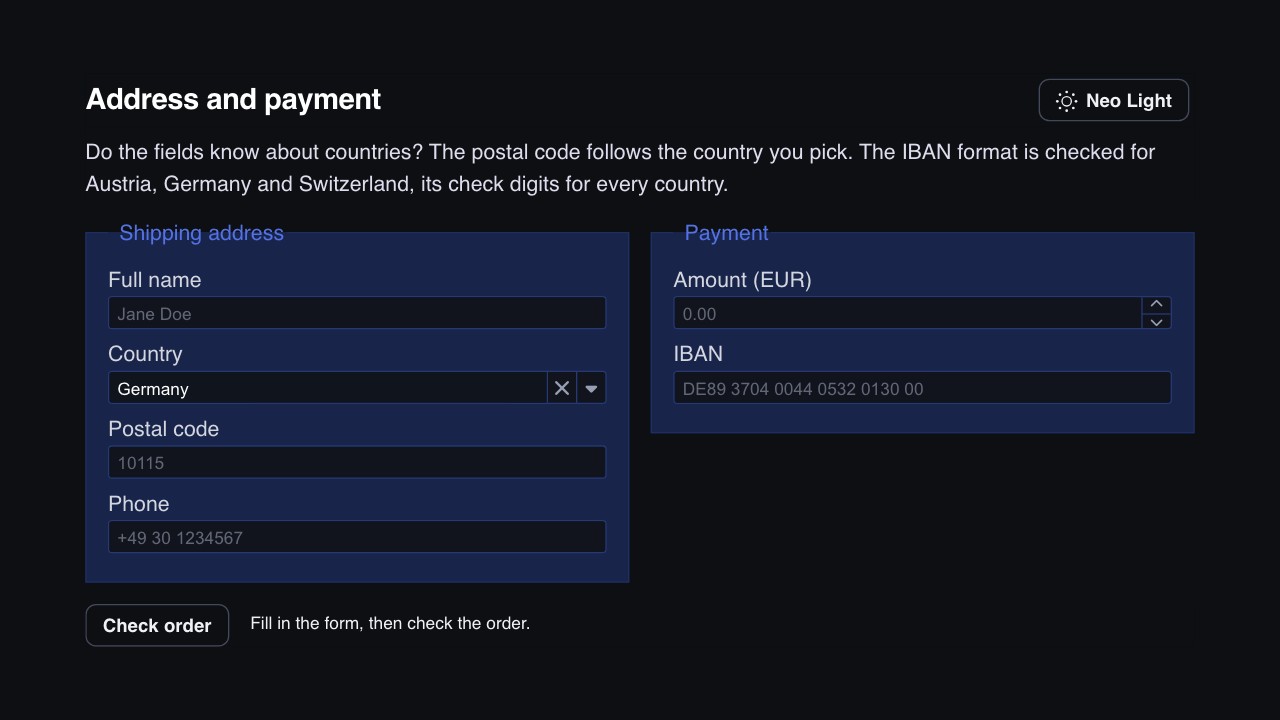 Address and payment
Neo Light
Do the fields know about countries? The postal code follows the country you pick. The IBAN format is checked for
Austria, Germany and Switzerland, its check digits for every country.
Shipping address
Full name
Jane Doe
Country
Germany
Postal code
10115
Phone
+49 30 1234567
Payment
Amount (EUR)
0.00
IBAN
DE89 3704 0044 0532 0130 00
Check order
Fill in the form, then check the order.